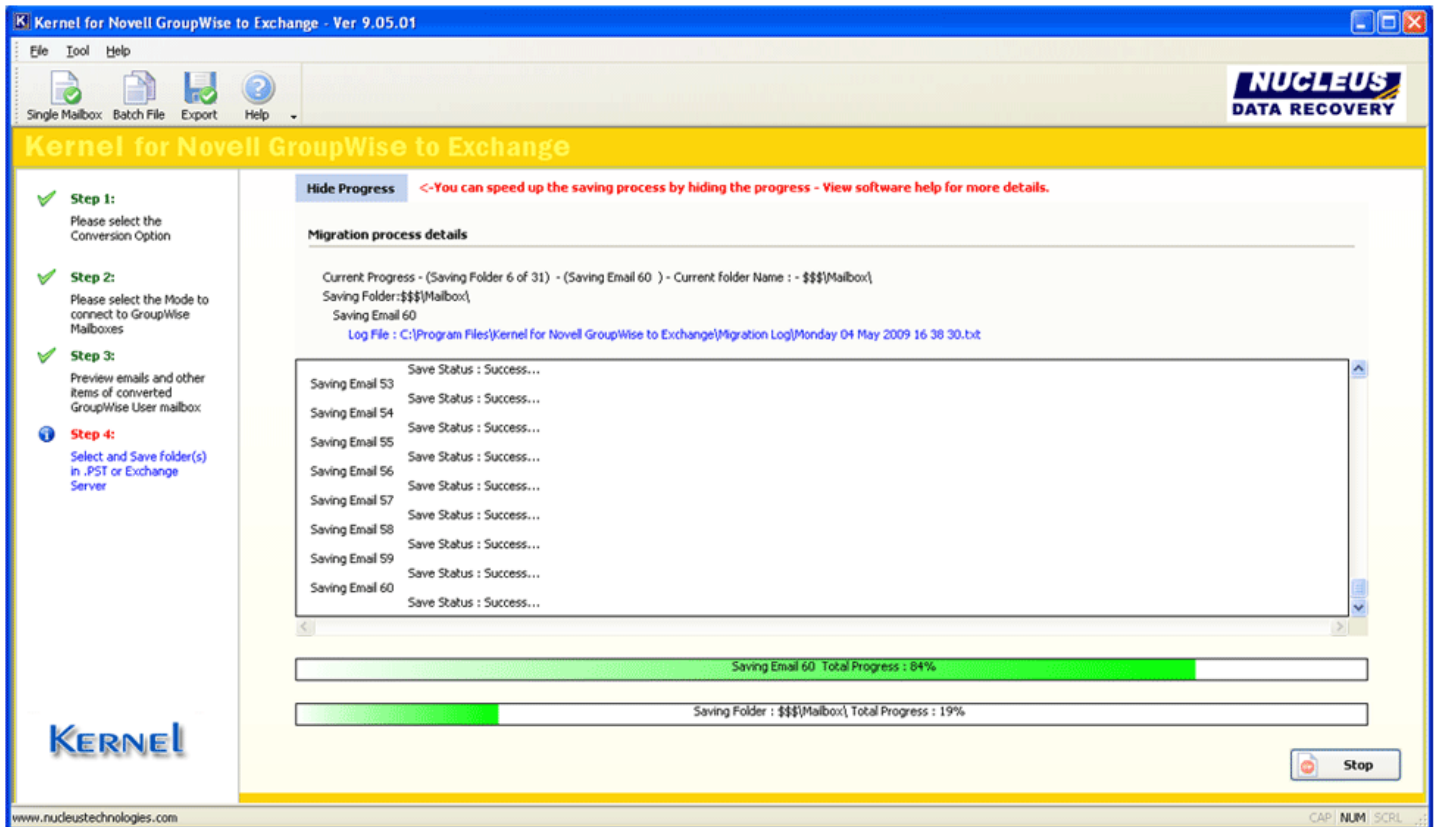 Kernel for Novell GroupWise to Exchange - Ver 9.05.01
File Tool Help
Single Mailbox Batch File Export Help
NUCLEUS
DATA RECOVERY
Kernel for Novell GroupWise to Exchange
Step 1:
Please select the
Conversion Option
Step 2:
Please select the Mode to
connect to GroupWise
Mailboxes
Step 3:
Preview emails and other
items of converted
GroupWise User mailbox
Step 4:
Select and Save folder(s)
in .PST or Exchange
Server
KERNEl
Hide Progress <-You can speed up the saving process by hiding the progress - View software help for more details.
Migration process details
Current Progress - (Saving Folder 6 of 31) - (Saving Email 60 ) - Current folder Name : - $$$\Mailbox\
Saving Folder:$$$\Mailbox\
Saving Email 60
Log File : C:\Program Files\Kernel for Novell GroupWise to Exchange\Migration Log\Monday 04 May 2009 16 38 30.txt
Save Status : Success...
Saving Email 53
Save Status : Success...
Saving Email 54
Save Status : Success...
Saving Email 55
Save Status : Success...
Saving Email 56
Save Status : Success...
Saving Email 57
Save Status : Success...
Saving Email 58
Save Status : Success...
Saving Email 59
Save Status : Success...
Saving Email 60
Save Status : Success...
Saving Email 60 Total Progress : 84%
Saving Folder : $$$\Mailbox\ Total Progress : 19%
Stop
www.nucleustechnologies.com
CAP NUM SCRL